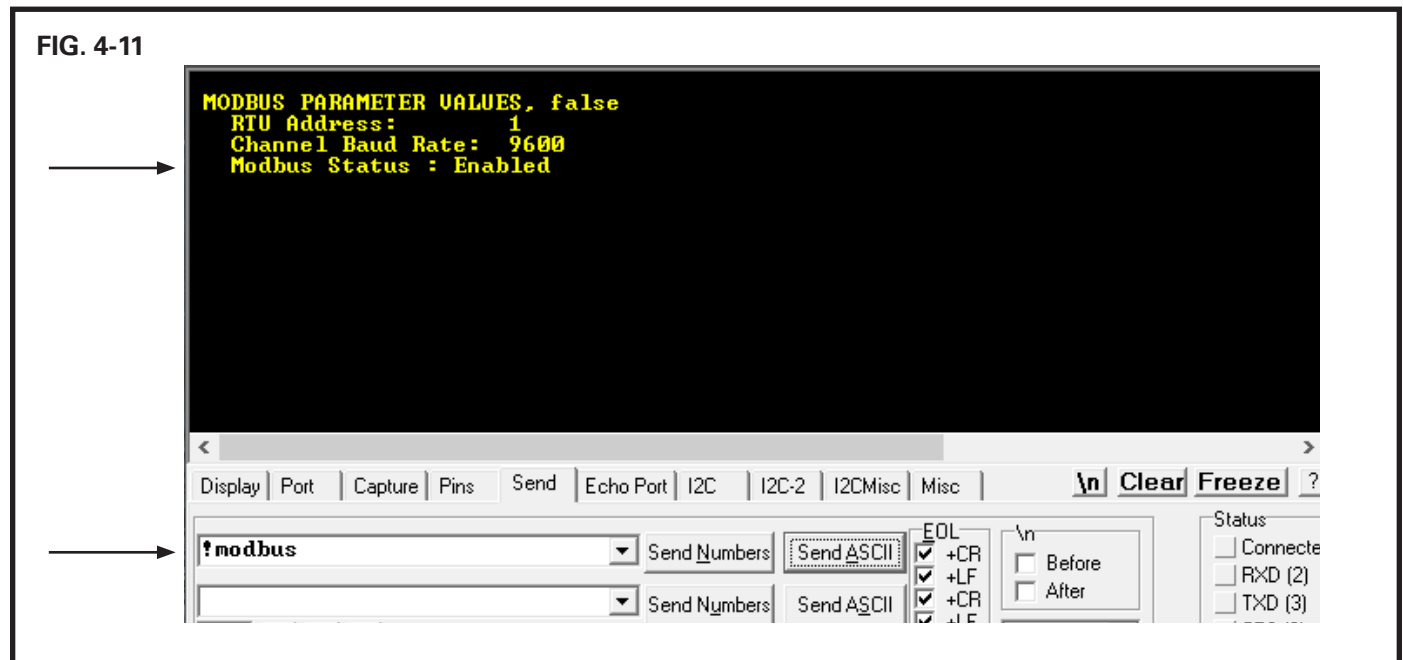 FIG. 4-11
MODBUS PARAMETER VALUES, false
RTU Address: 1
Channel Baud Rate: 9600
Modbus Status : Enabled
< >
Display Port Capture Pins Send Echo Port I2C I2C-2 I2CMisc Misc \n Clear Freeze ?
EOL \n Status
!modbus Send Numbers Send ASCII +CR Before Connecte
+LF After RXD (2)
Send Numbers Send ASCII +CR TXD (3)
+LF